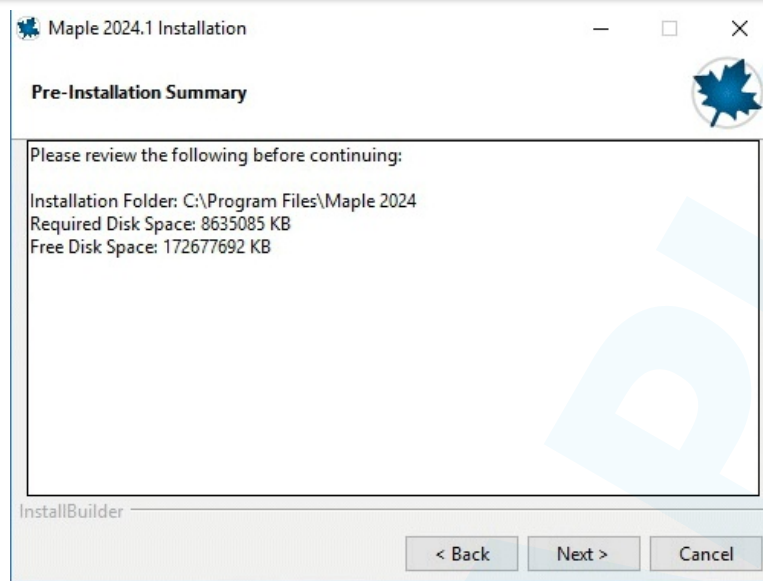 Maple 2024.1 Installation
Pre-Installation Summary
Please review the following before continuing:
Installation Folder: C:\Program Files\Maple 2024
Required Disk Space: 8635085 KB
Free Disk Space: 172677692 KB
InstallBuilder
< Back
Next >
Cancel